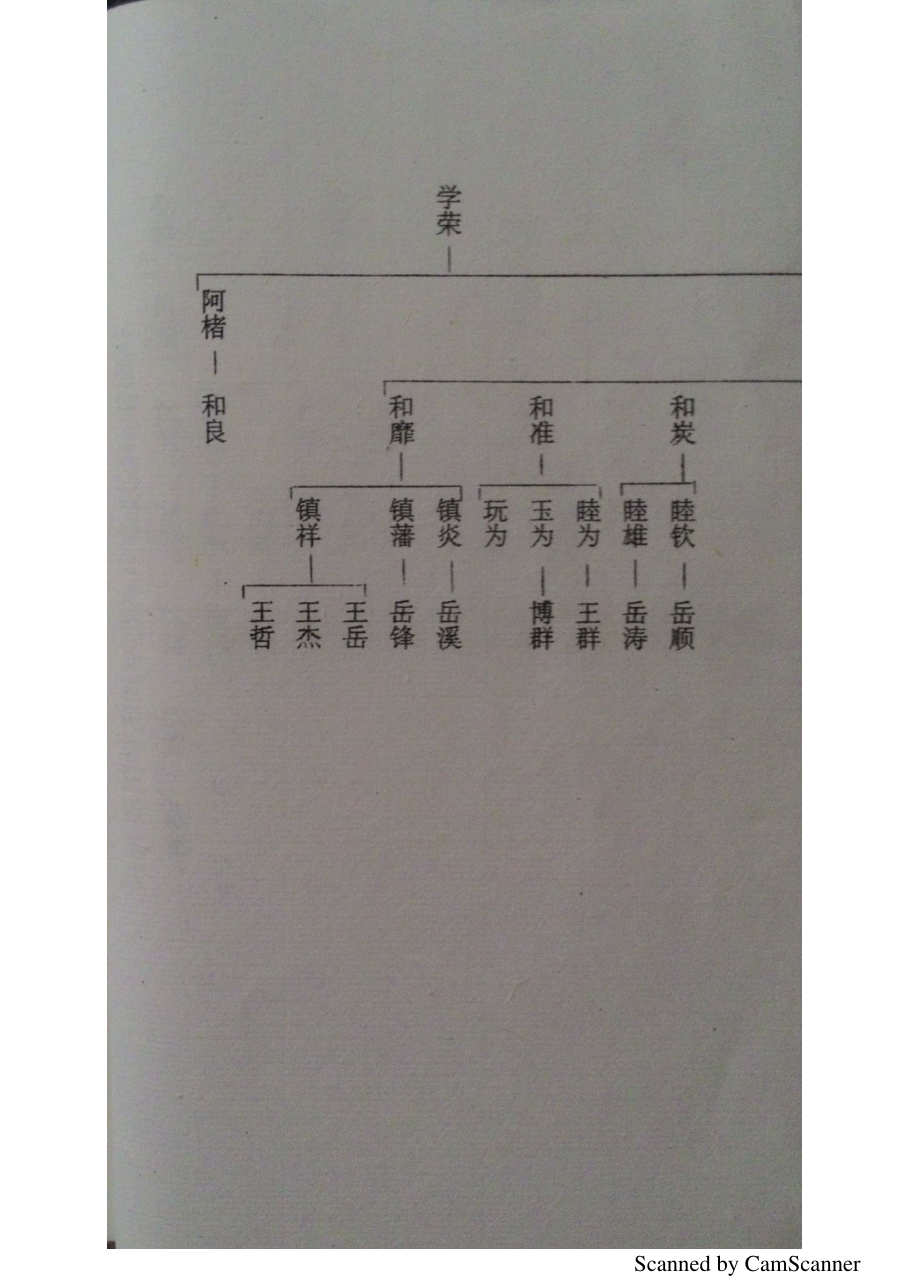 学荣
阿楮
和炭
和准
和靡
和良
睦钦
睦雄
睦为
玉为
玩为
镇炎
镇藩
镇祥
岳顺
岳涛
王群
博群
岳溪
岳锋
王岳
王杰
王哲
Scanned by CamScanner